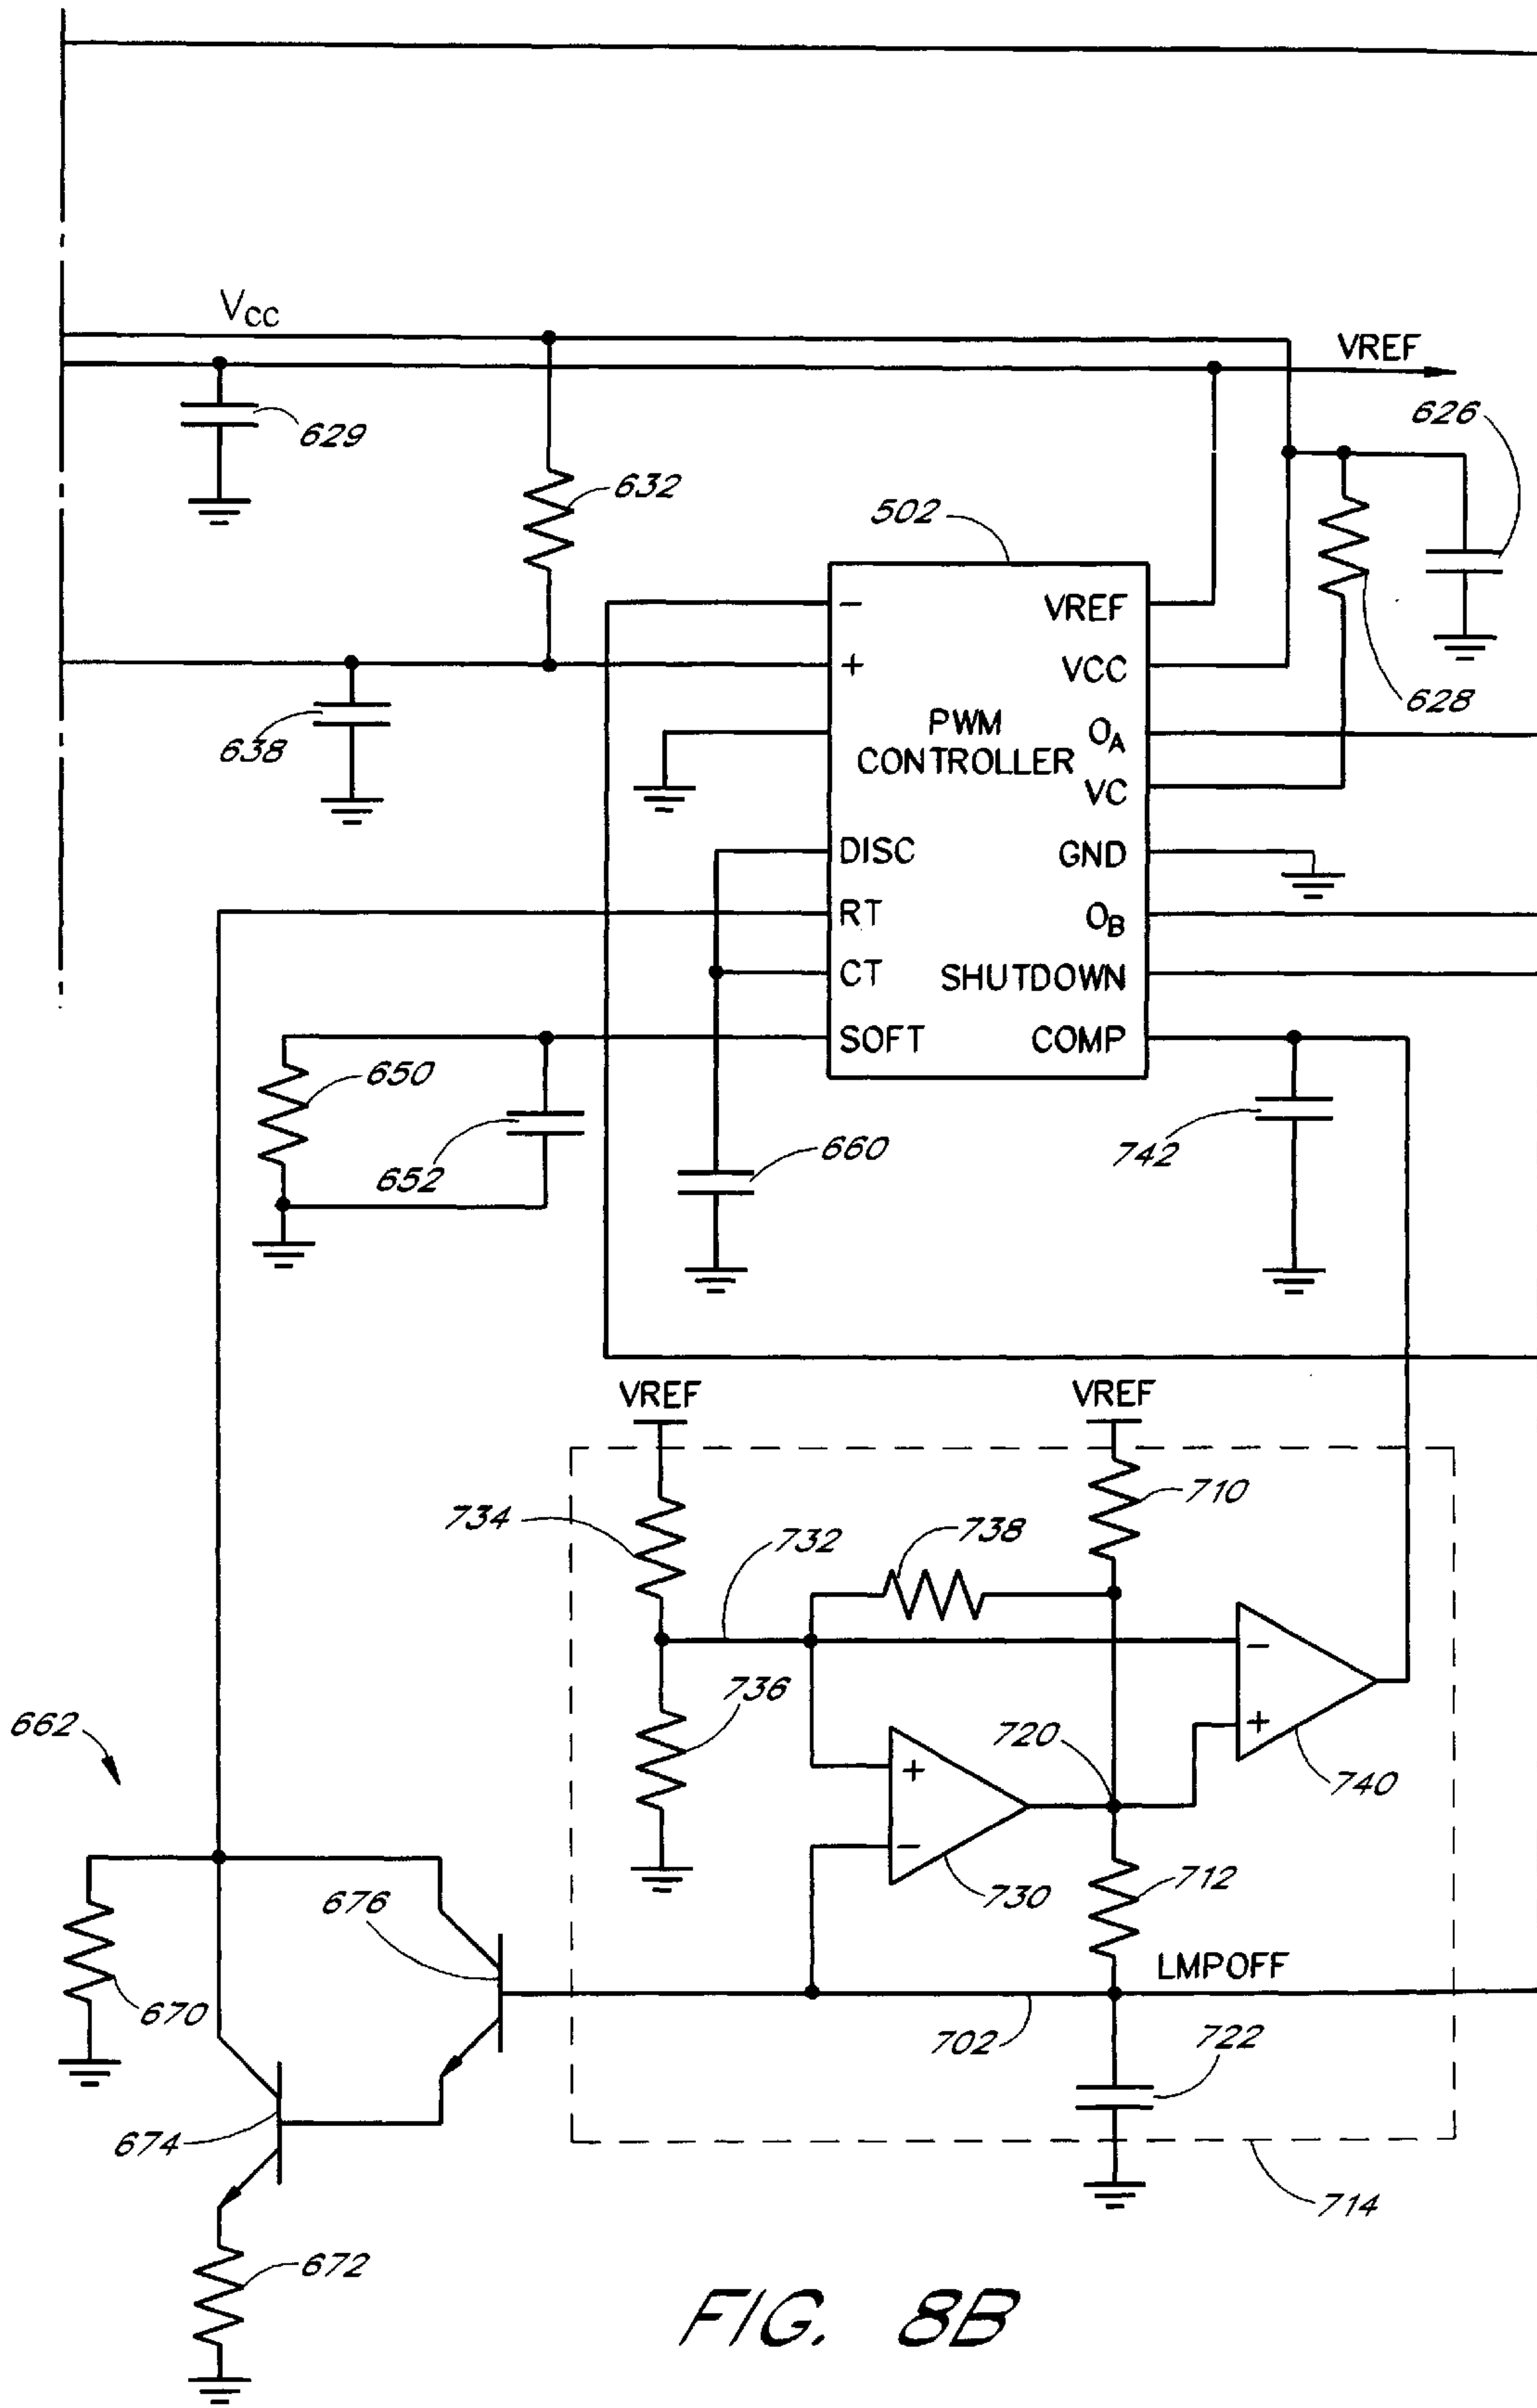 VCC
VREF
626
629
632
502
−
VREF
+
VCC
628
638
PWM
CONTROLLER
OA
VC
DISC
GND
RT
OB
CT
SHUTDOWN
SOFT
COMP
650
652
660
742
VREF
VREF
734
732
738
710
−
736
662
+
720
+
740
−
676
730
712
LMPOFF
670
702
722
674
714
672
FIG. 8B